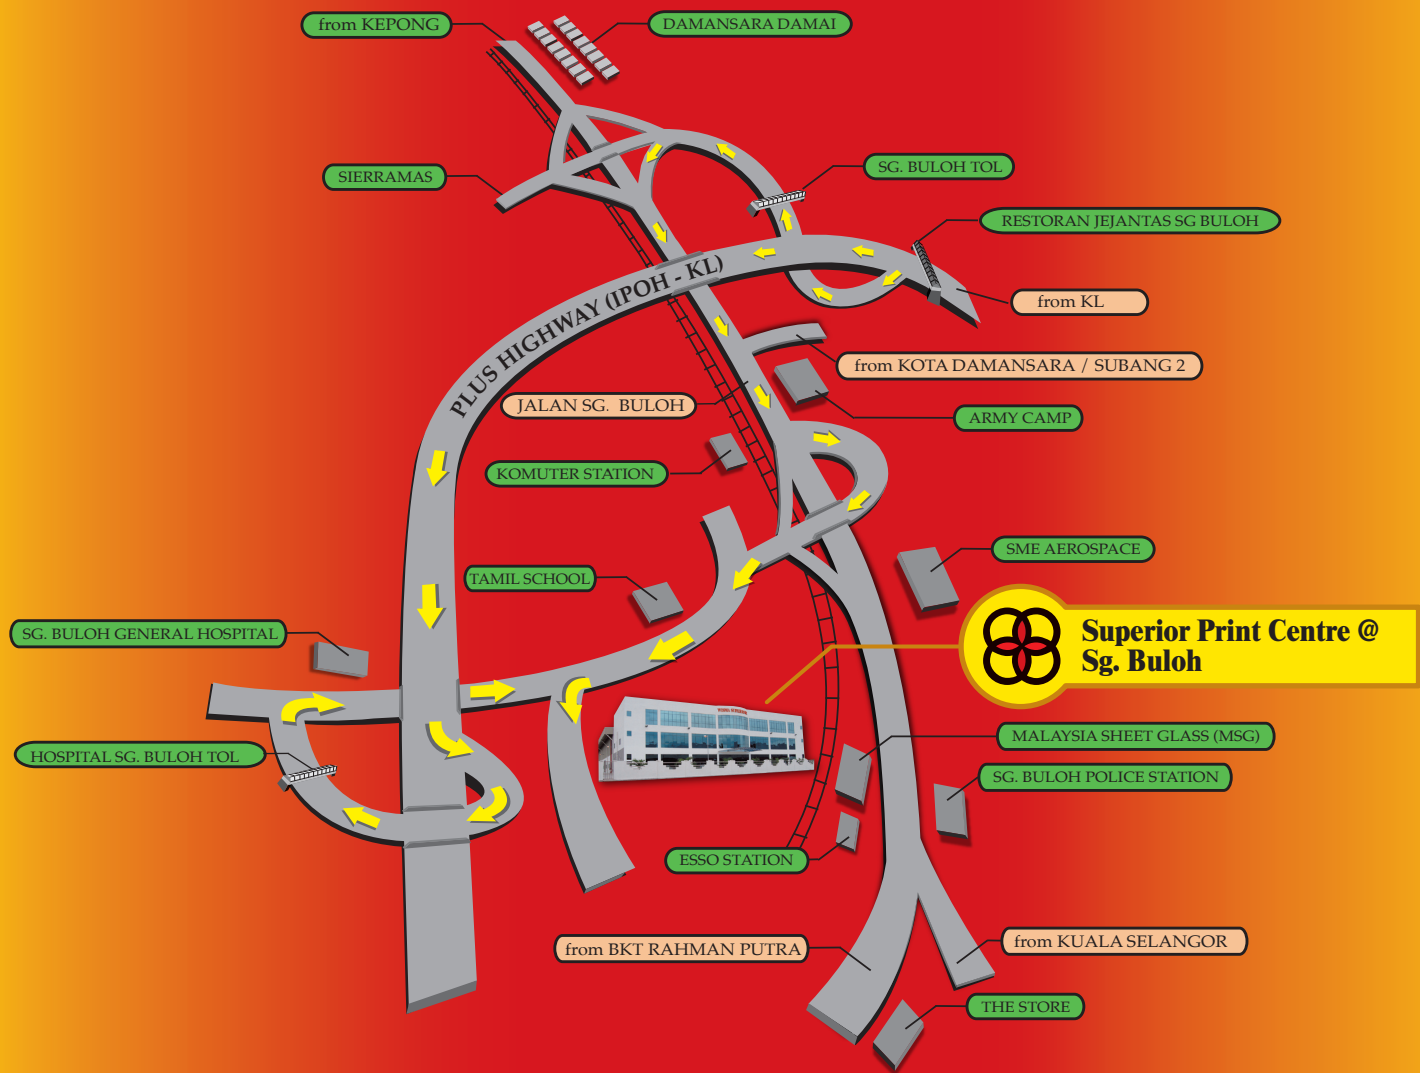 from KEPONG
DAMANSARA DAMAI
SIERRAMAS
SG. BULOH TOL
RESTORAN JEJANTAS SG BULOH
from KL
PLUS HIGHWAY (IPOH - KL)
from KOTA DAMANSARA / SUBANG 2
JALAN SG. BULOH
ARMY CAMP
KOMUTER STATION
SME AEROSPACE
TAMIL SCHOOL
SG. BULOH GENERAL HOSPITAL
Superior Print Centre @
Sg. Buloh
HOSPITAL SG. BULOH TOL
MALAYSIA SHEET GLASS (MSG)
SG. BULOH POLICE STATION
ESSO STATION
from BKT RAHMAN PUTRA
from KUALA SELANGOR
THE STORE